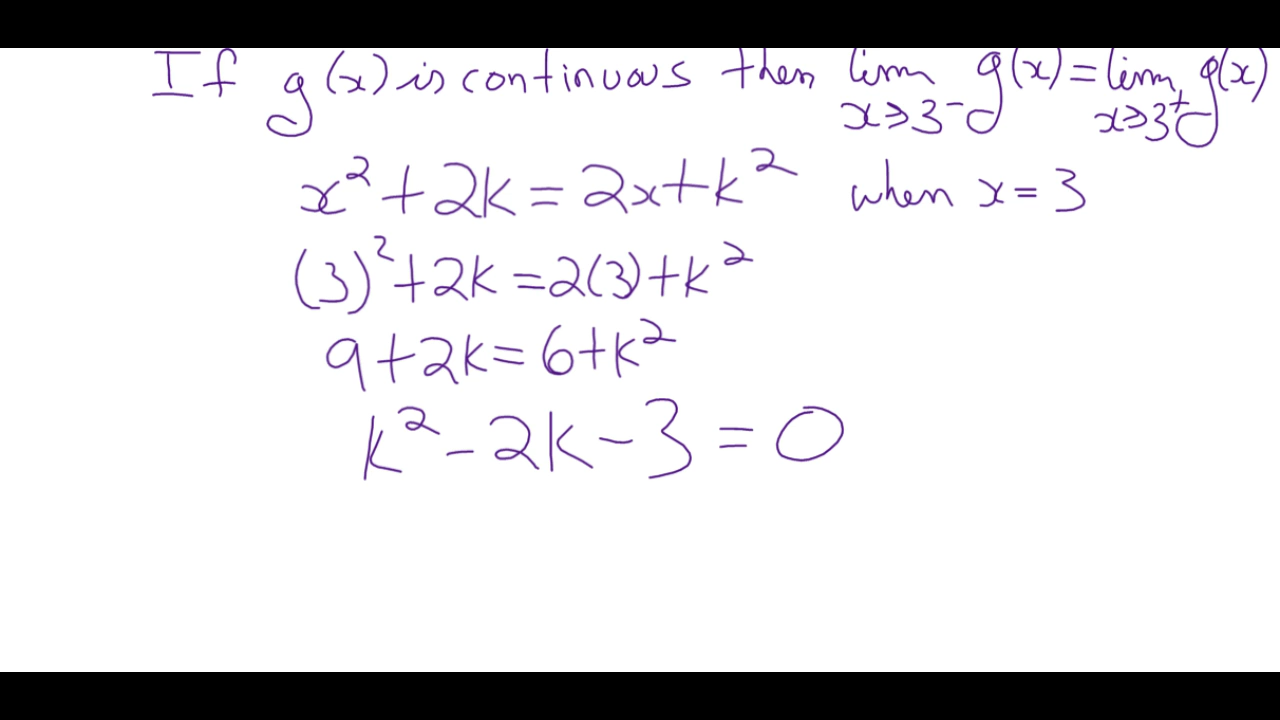 If g(x) is continuous then lim x→3⁻ g(x) = lim x→3⁺ g(x)
x² + 2k = 2x + k² when x = 3
(3)² + 2k = 2(3) + k²
9 + 2k = 6 + k²
k² - 2k - 3 = 0